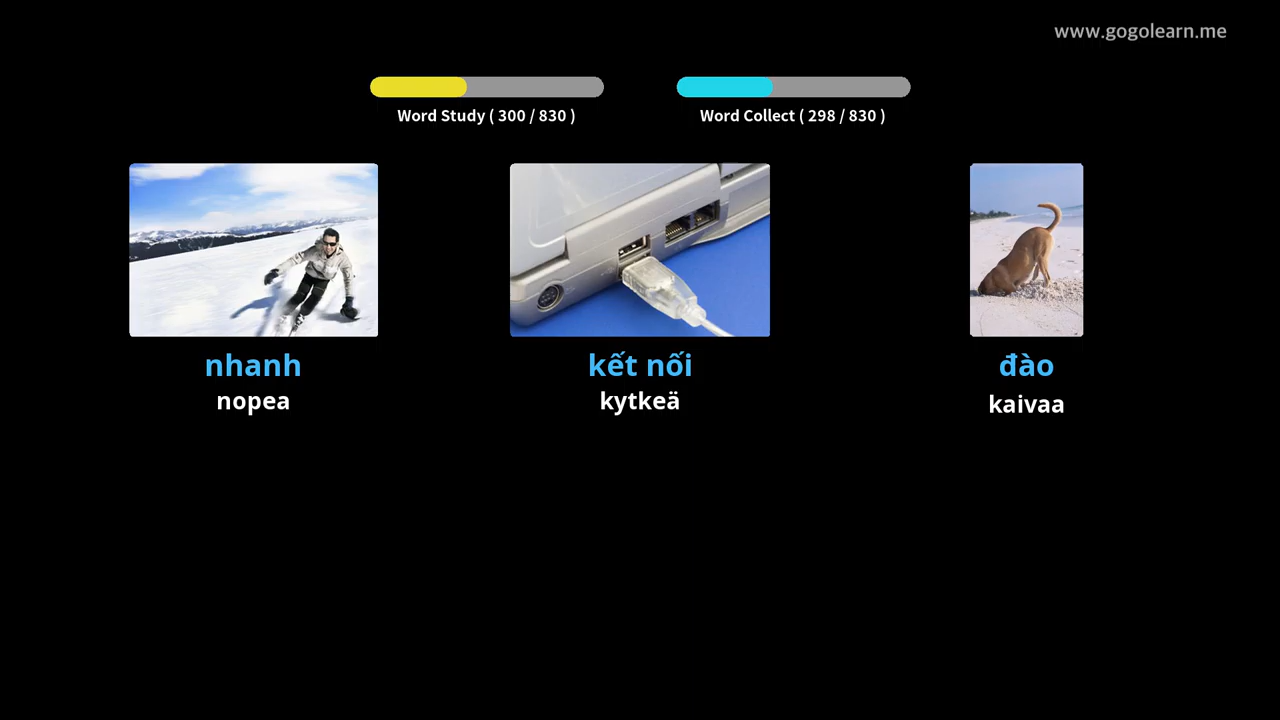 www.gogolearn.me
Word Study ( 300 / 830 )
Word Collect ( 298 / 830 )
nhanh
nopea
kết nối
kytkeä
đào
kaivaa